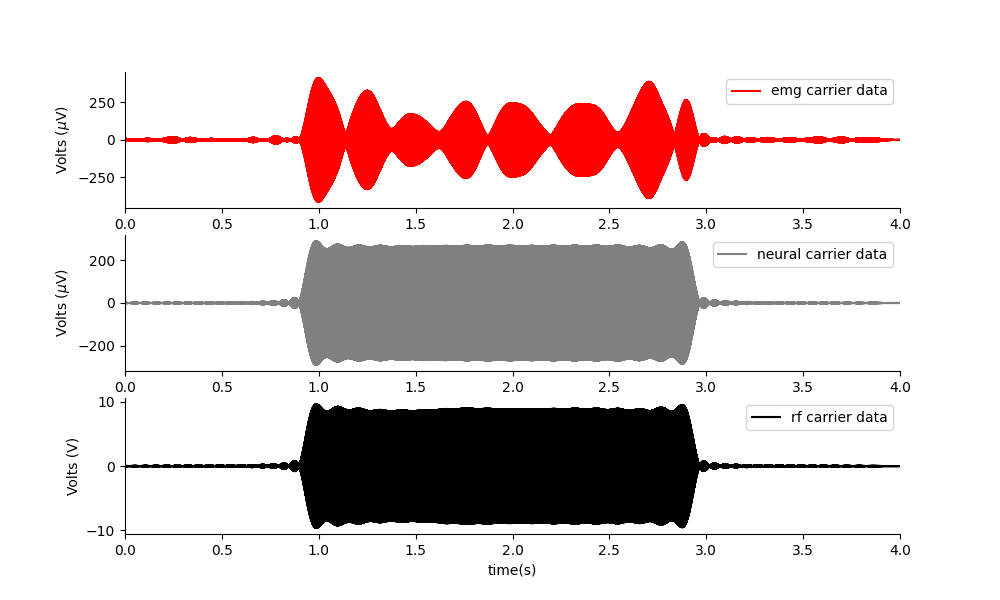 emg carrier data
Volts (μV)
250
0
−250
0.0 0.5 1.0 1.5 2.0 2.5 3.0 3.5 4.0
neural carrier data
Volts (μV)
200
0
−200
0.0 0.5 1.0 1.5 2.0 2.5 3.0 3.5 4.0
rf carrier data
Volts (V)
10
0
−10
0.0 0.5 1.0 1.5 2.0 2.5 3.0 3.5 4.0
time(s)